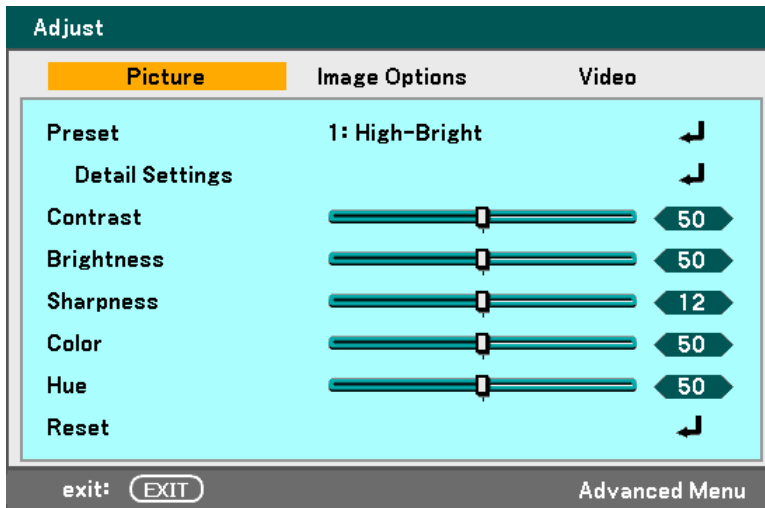 Adjust
Picture Image Options Video
Preset 1: High-Bright
Detail Settings
Contrast 50
Brightness 50
Sharpness 12
Color 50
Hue 50
Reset
exit: EXIT Advanced Menu